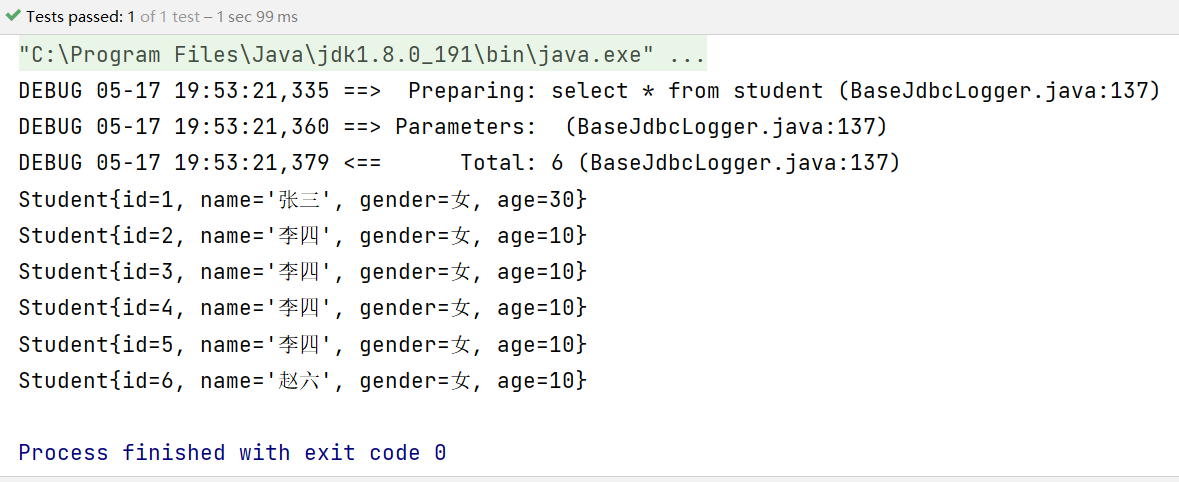 Tests passed: 1 of 1 test – 1 sec 99 ms
"C:\Program Files\Java\jdk1.8.0_191\bin\java.exe" ...
DEBUG 05-17 19:53:21,335 ==>  Preparing: select * from student (BaseJdbcLogger.java:137)
DEBUG 05-17 19:53:21,360 ==> Parameters:  (BaseJdbcLogger.java:137)
DEBUG 05-17 19:53:21,379 <==      Total: 6 (BaseJdbcLogger.java:137)
Student{id=1, name='张三', gender=女, age=30}
Student{id=2, name='李四', gender=女, age=10}
Student{id=3, name='李四', gender=女, age=10}
Student{id=4, name='李四', gender=女, age=10}
Student{id=5, name='李四', gender=女, age=10}
Student{id=6, name='赵六', gender=女, age=10}
Process finished with exit code 0